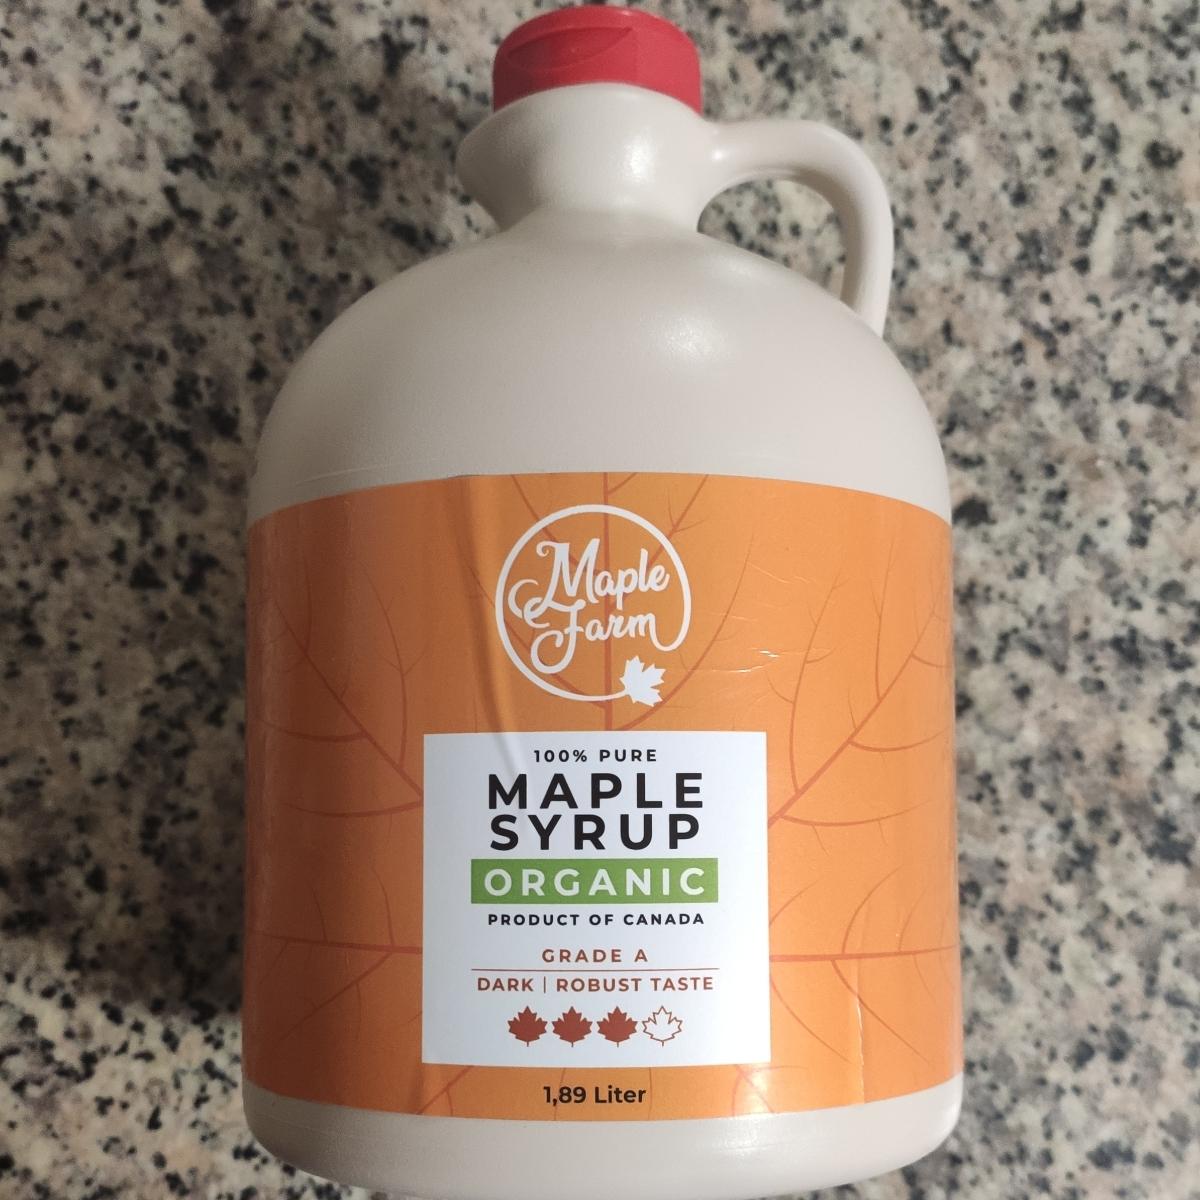 Maple
Farm
100% PURE
MAPLE
SYRUP
ORGANIC
PRODUCT OF CANADA
GRADE A
DARK | ROBUST TASTE
1,89 Liter